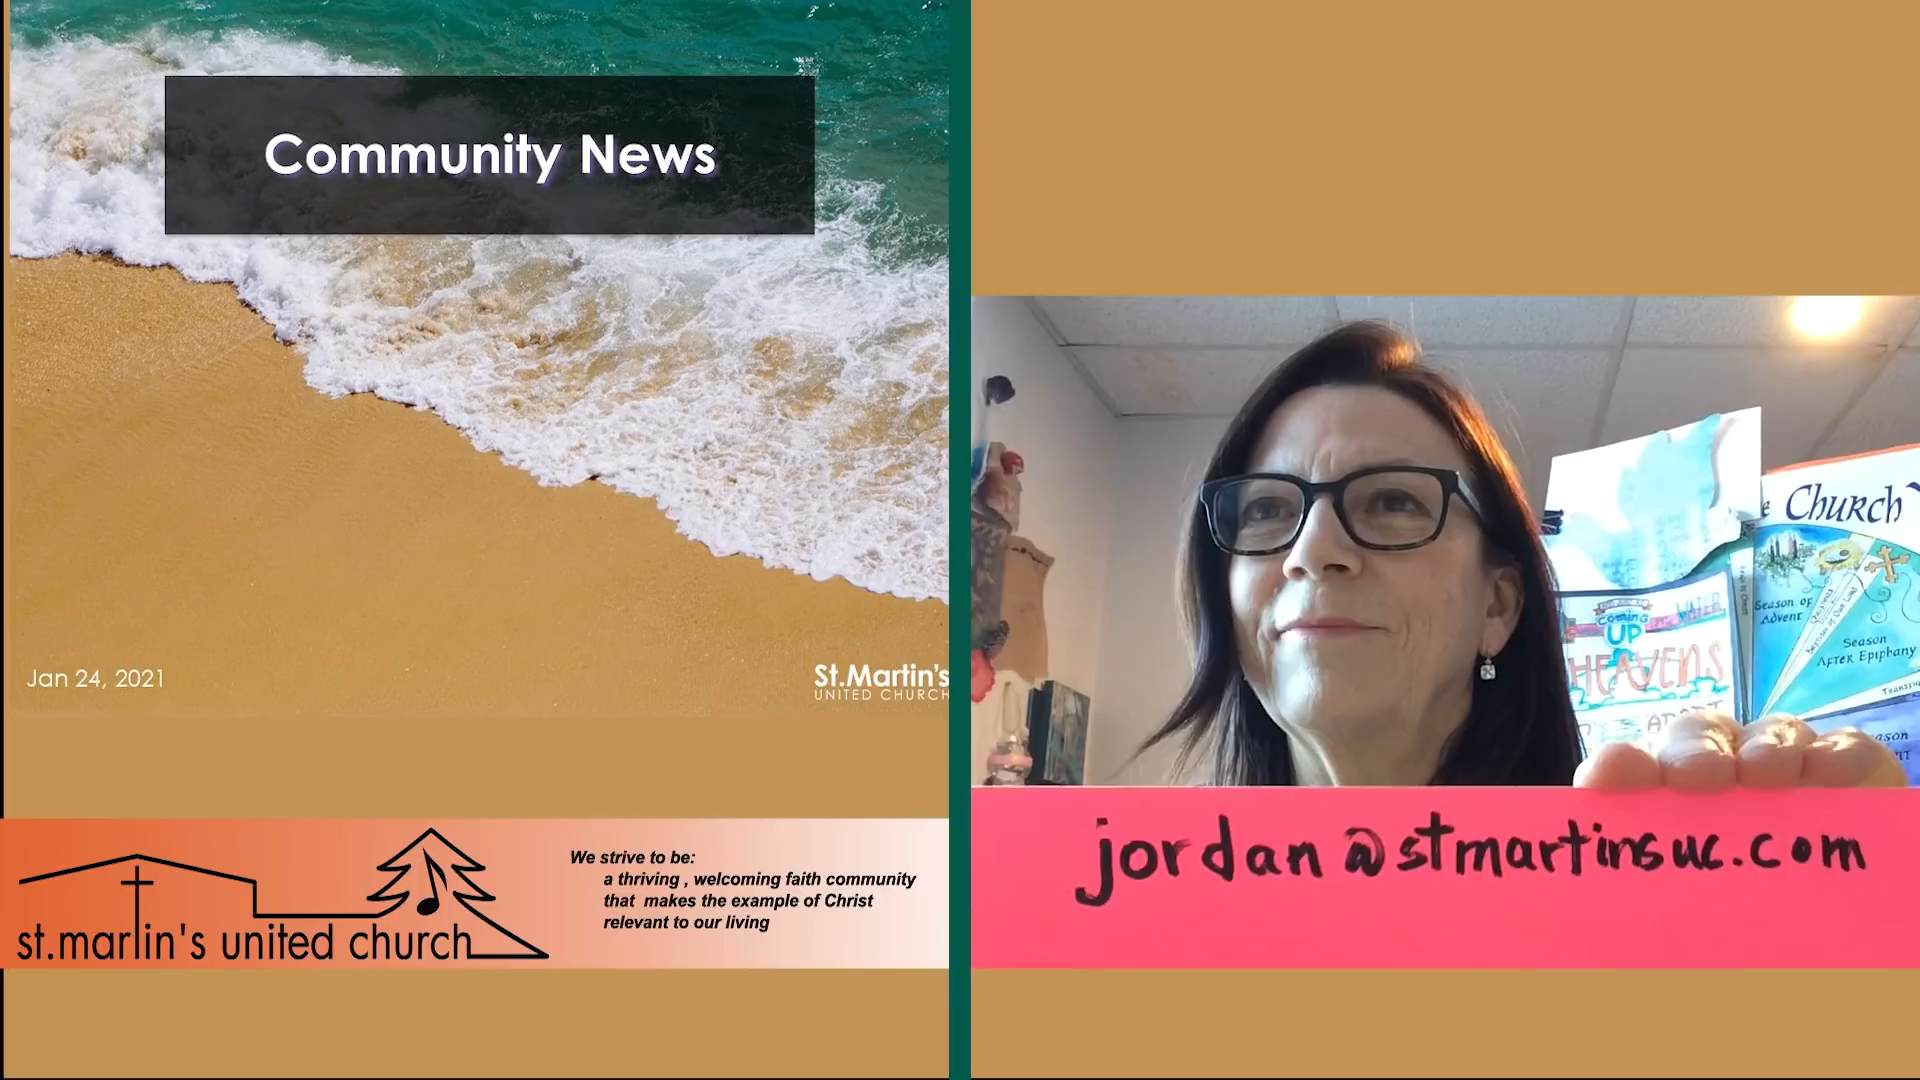 Community News
Jan 24, 2021
St.Martin's
UNITED CHURCH
st.martin's united church
We strive to be:
a thriving , welcoming faith community
that makes the example of Christ
relevant to our living
Church
Season of
Advent
Season
After Epiphany
coming
UP
WATER
HEAVENS
jordan@stmartinsuc.com